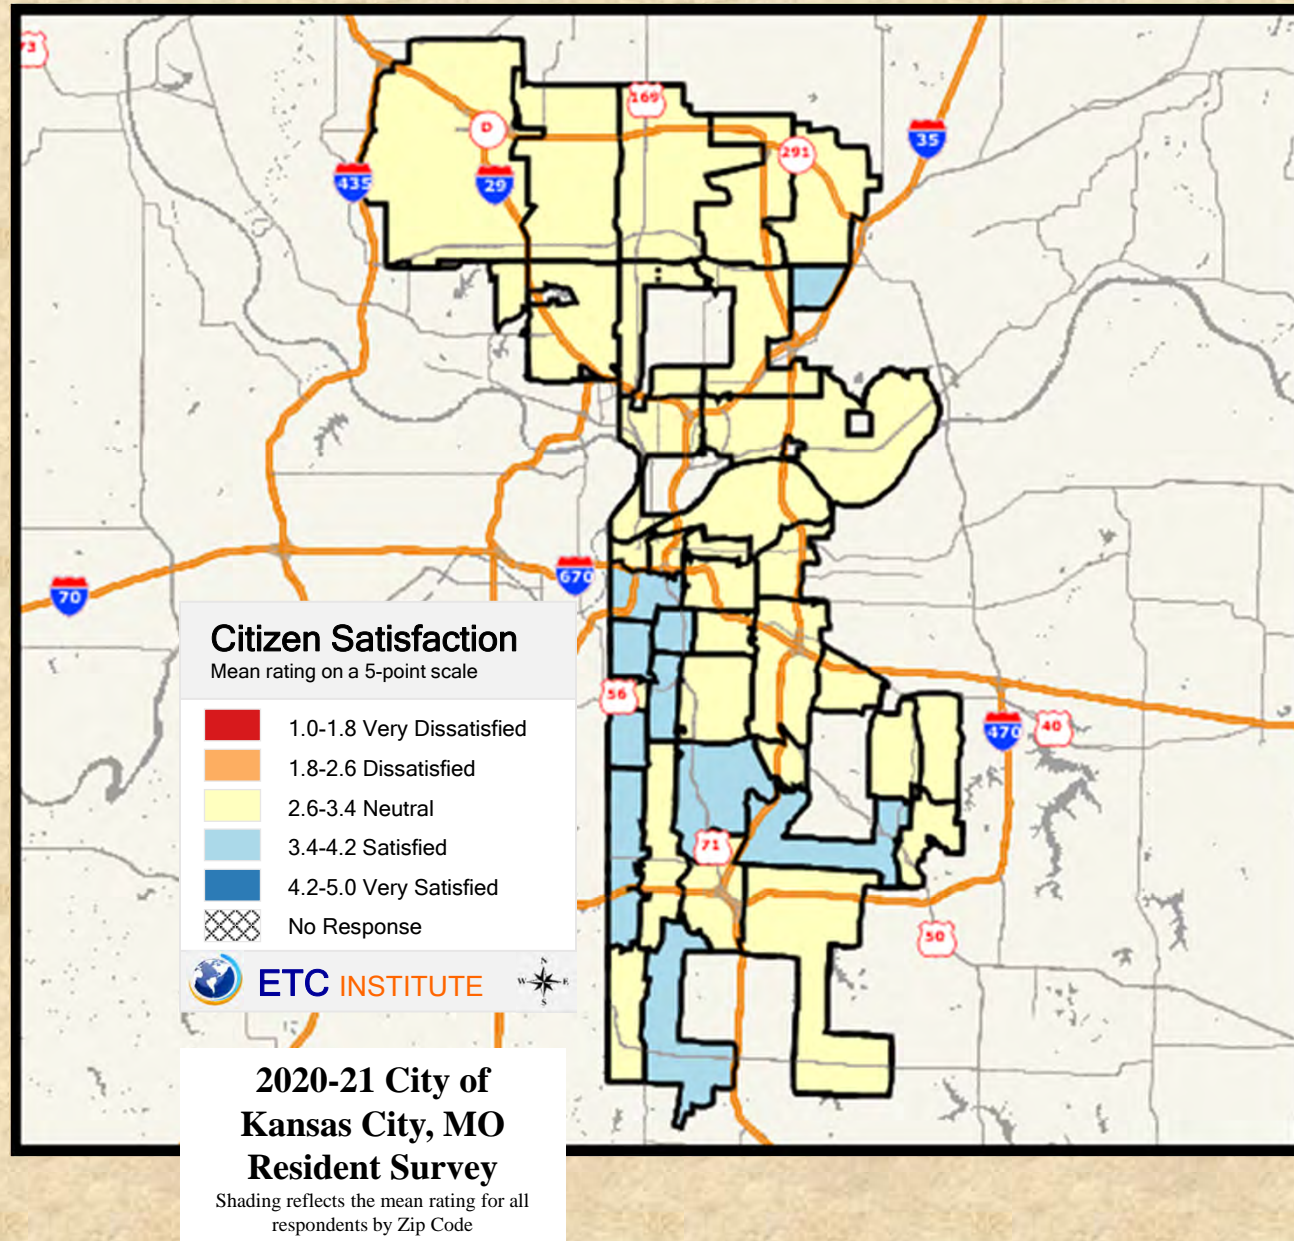 73
169
D
291
35
435
29
70
670
56
40
470
71
50
Citizen Satisfaction
Mean rating on a 5-point scale
1.0-1.8 Very Dissatisfied
1.8-2.6 Dissatisfied
2.6-3.4 Neutral
3.4-4.2 Satisfied
4.2-5.0 Very Satisfied
No Response
ETC INSTITUTE
N
W E
S
2020-21 City of
Kansas City, MO
Resident Survey
Shading reflects the mean rating for all
respondents by Zip Code